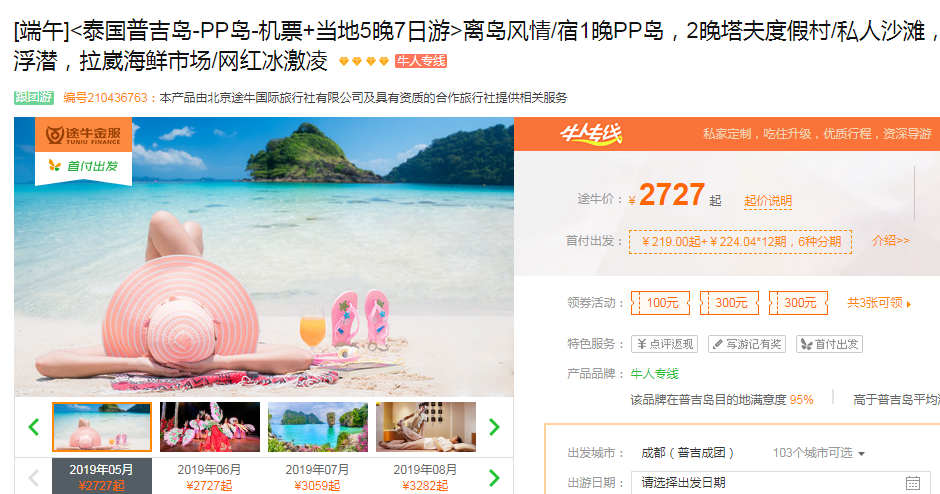 [端午]<泰国普吉岛-PP岛-机票+当地5晚7日游>离岛风情/宿1晚PP岛，2晚塔夫度假村/私人沙滩，
浮潜，拉崴海鲜市场/网红冰激凌 牛人专线
跟团游 编号210436763：本产品由北京途牛国际旅行社有限公司及具有资质的合作旅行社提供相关服务
途牛金服
TUNIU FINANCE
首付出发
牛人专线 私家定制，吃住升级，优质行程，资深导游
途牛价：¥2727起 起价说明
首付出发：¥219.00起+¥224.04*12期，6种分期 介绍>>
领券活动：100元 300元 300元 共3张可领
特色服务：¥点评返现 写游记有奖 首付出发
产品品牌：牛人专线
该品牌在普吉岛目的地满意度 95% 高于普吉岛平均
出发城市：成都（普吉成团） 103个城市可选
出游日期：请选择出发日期
2019年05月 2019年06月 2019年07月 2019年08月
¥2727起 ¥2727起 ¥3059起 ¥3282起